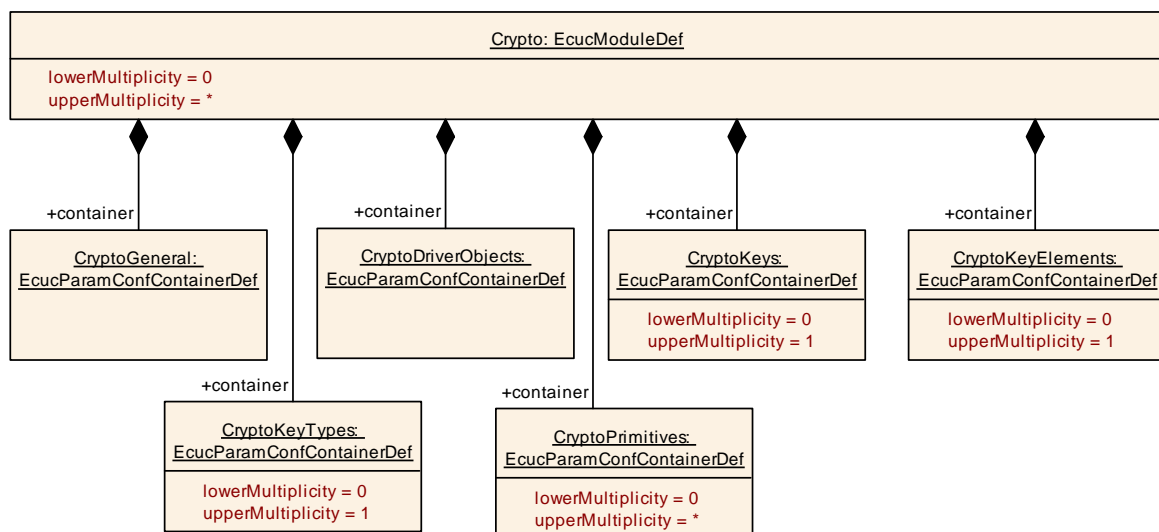 Crypto: EcucModuleDef
lowerMultiplicity = 0
upperMultiplicity = *
+container
CryptoGeneral:
EcucParamConfContainerDef
+container
CryptoKeyTypes:
EcucParamConfContainerDef
lowerMultiplicity = 0
upperMultiplicity = 1
+container
CryptoDriverObjects:
EcucParamConfContainerDef
+container
CryptoPrimitives:
EcucParamConfContainerDef
lowerMultiplicity = 0
upperMultiplicity = *
+container
CryptoKeys:
EcucParamConfContainerDef
lowerMultiplicity = 0
upperMultiplicity = 1
+container
CryptoKeyElements:
EcucParamConfContainerDef
lowerMultiplicity = 0
upperMultiplicity = 1